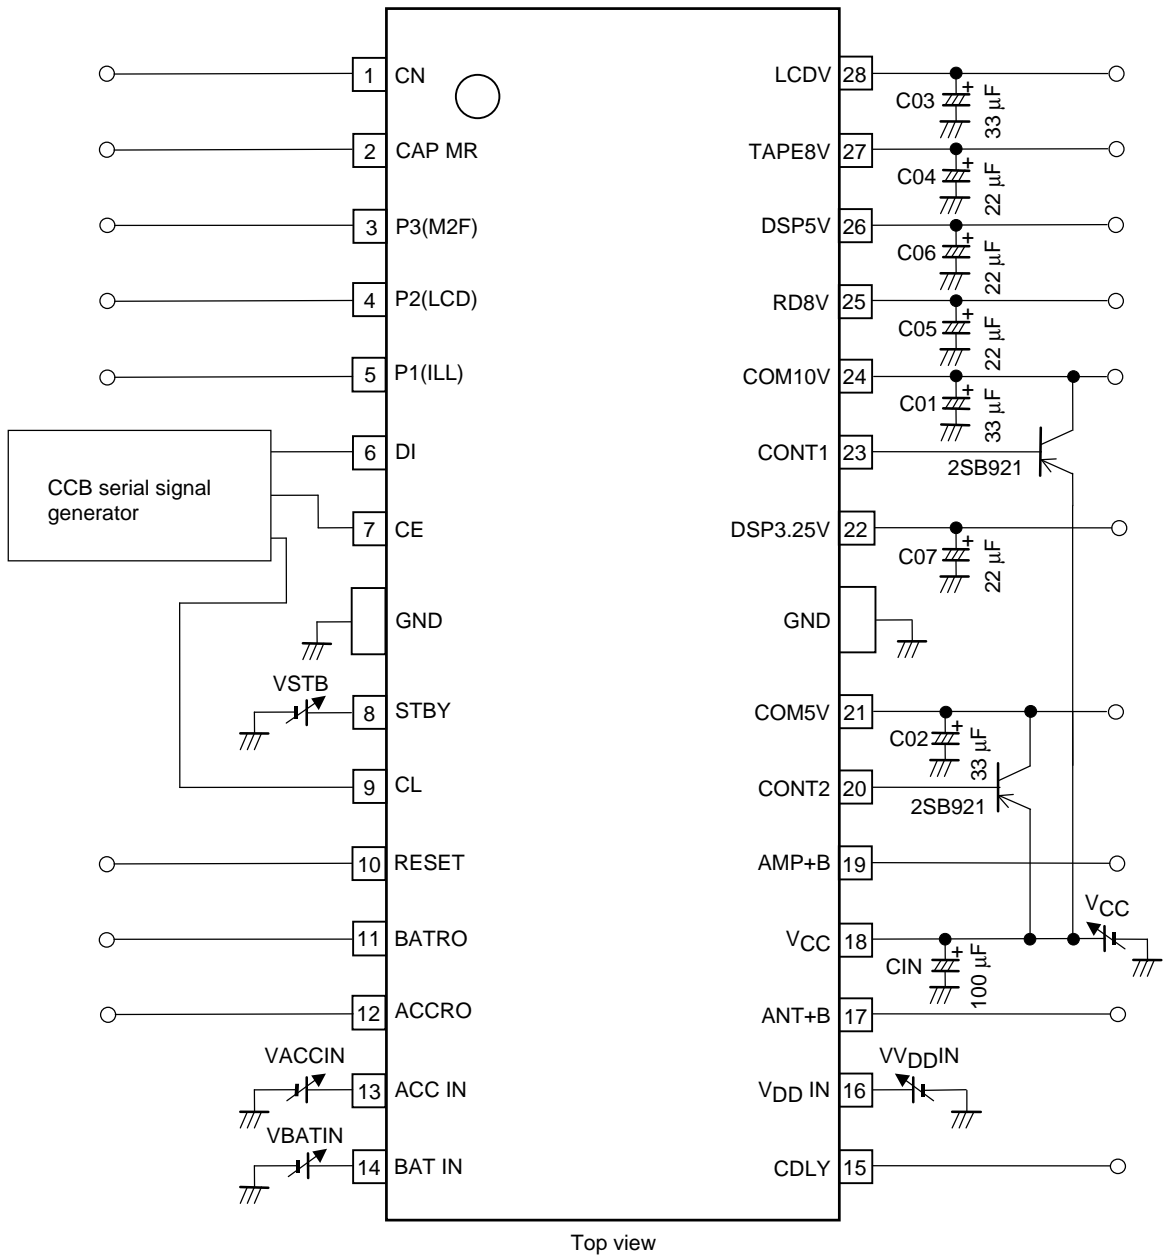 1 CN
2 CAP MR
3 P3(M2F)
4 P2(LCD)
5 P1(ILL)
CCB serial signal
generator
6 DI
7 CE
GND
VSTB
8 STBY
9 CL
10 RESET
11 BATRO
12 ACCRO
VACCIN
13 ACC IN
VBATIN
14 BAT IN
LCDV 28
C03 + 33 μF
TAPE8V 27
C04 + 22 μF
DSP5V 26
C06 + 22 μF
RD8V 25
C05 + 22 μF
COM10V 24
C01 + 33 μF
CONT1 23
2SB921
DSP3.25V 22
C07 + 22 μF
GND
COM5V 21
C02 + 33 μF
CONT2 20
2SB921
AMP+B 19
VCC
VCC 18
CIN + 100 μF
ANT+B 17
VVDDIN
VDD IN 16
CDLY 15
Top view